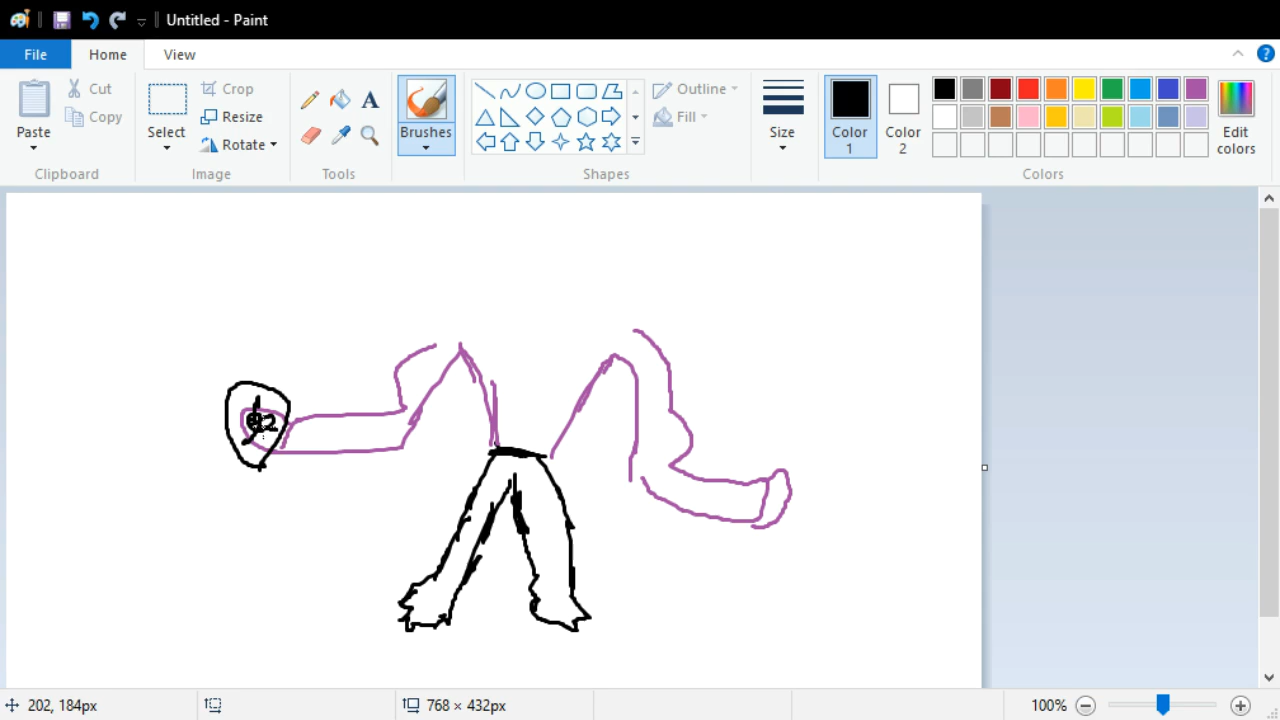 Untitled - Paint
File Home View
Paste Cut Copy Select Crop Resize Rotate Brushes Outline Fill Size Color 1 Color 2 Edit colors
Clipboard Image Tools Shapes Colors
202, 184px 768 × 432px 100%